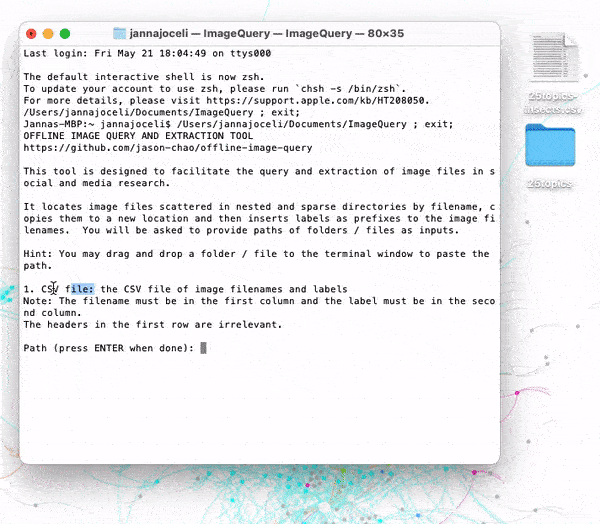 jannajoceli — ImageQuery — ImageQuery — 80×35
Last login: Fri May 21 18:04:49 on ttys000
The default interactive shell is now zsh.
To update your account to use zsh, please run `chsh -s /bin/zsh`.
For more details, please visit https://support.apple.com/kb/HT208050.
/Users/jannajoceli/Documents/ImageQuery ; exit;
Jannas-MBP:~ jannajoceli$ /Users/jannajoceli/Documents/ImageQuery ; exit;
OFFLINE IMAGE QUERY AND EXTRACTION TOOL
https://github.com/jason-chao/offline-image-query
This tool is designed to facilitate the query and extraction of image files in s
ocial and media research.
It locates image files scattered in nested and sparse directories by filename, c
opies them to a new location and then inserts labels as prefixes to the image fi
lenames.  You will be asked to provide paths of folders / files as inputs.
Hint: You may drag and drop a folder / file to the terminal window to paste the
path.
1. CSV file: the CSV file of image filenames and labels
Note: The filename must be in the first column and the label must be in the seco
nd column.
The headers in the first row are irrelevant.
Path (press ENTER when done):
25topics-
insects.csv
25topics